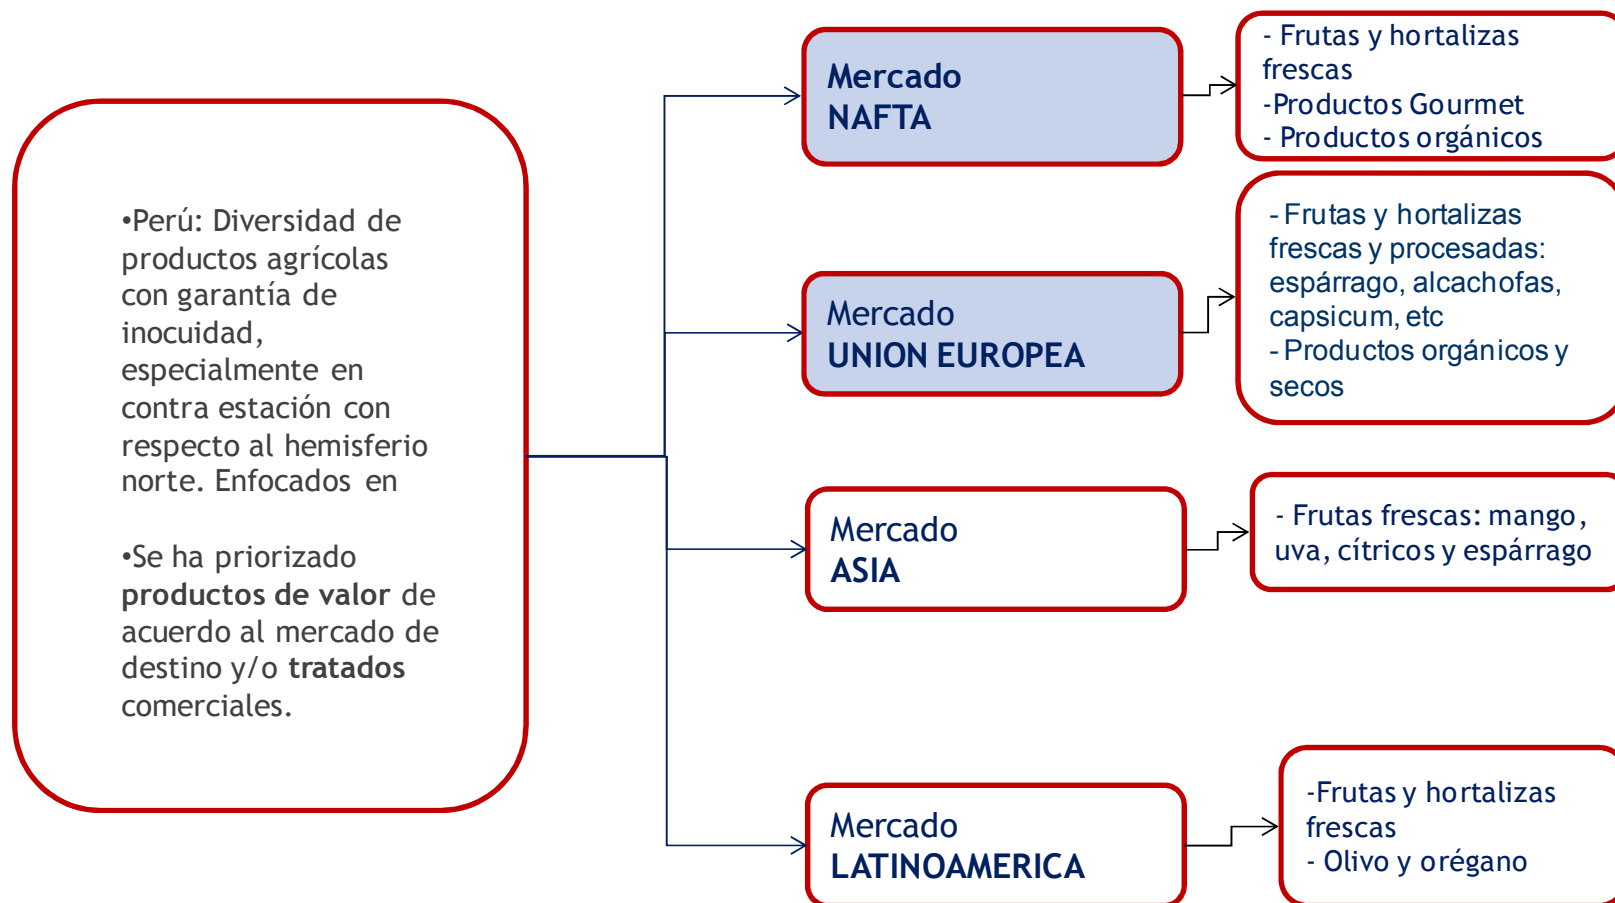 •Perú: Diversidad de
productos agrícolas
con garantía de
inocuidad,
especialmente en
contra estación con
respecto al hemisferio
norte. Enfocados en
•Se ha priorizado
productos de valor de
acuerdo al mercado de
destino y/o tratados
comerciales.
Mercado
NAFTA
- Frutas y hortalizas
frescas
-Productos Gourmet
- Productos orgánicos
Mercado
UNION EUROPEA
- Frutas y hortalizas
frescas y procesadas:
espárrago, alcachofas,
capsicum, etc
- Productos orgánicos y
secos
Mercado
ASIA
- Frutas frescas: mango,
uva, cítricos y espárrago
Mercado
LATINOAMERICA
-Frutas y hortalizas
frescas
- Olivo y orégano